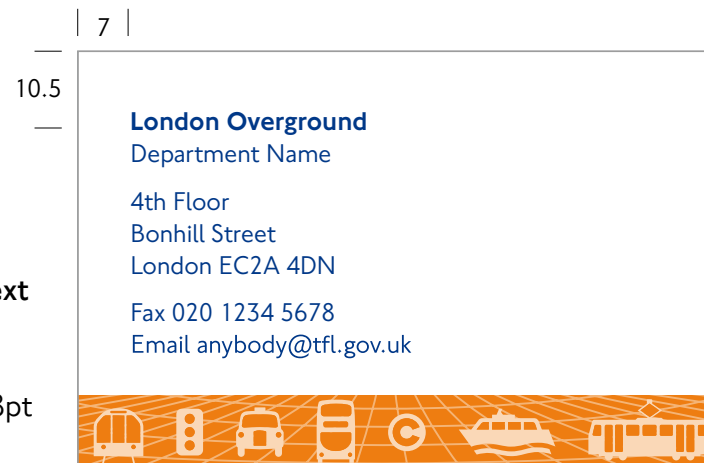 7
10.5
London Overground
Department Name
4th Floor
Bonhill Street
London EC2A 4DN
Fax 020 1234 5678
Email anybody@tfl.gov.uk
C